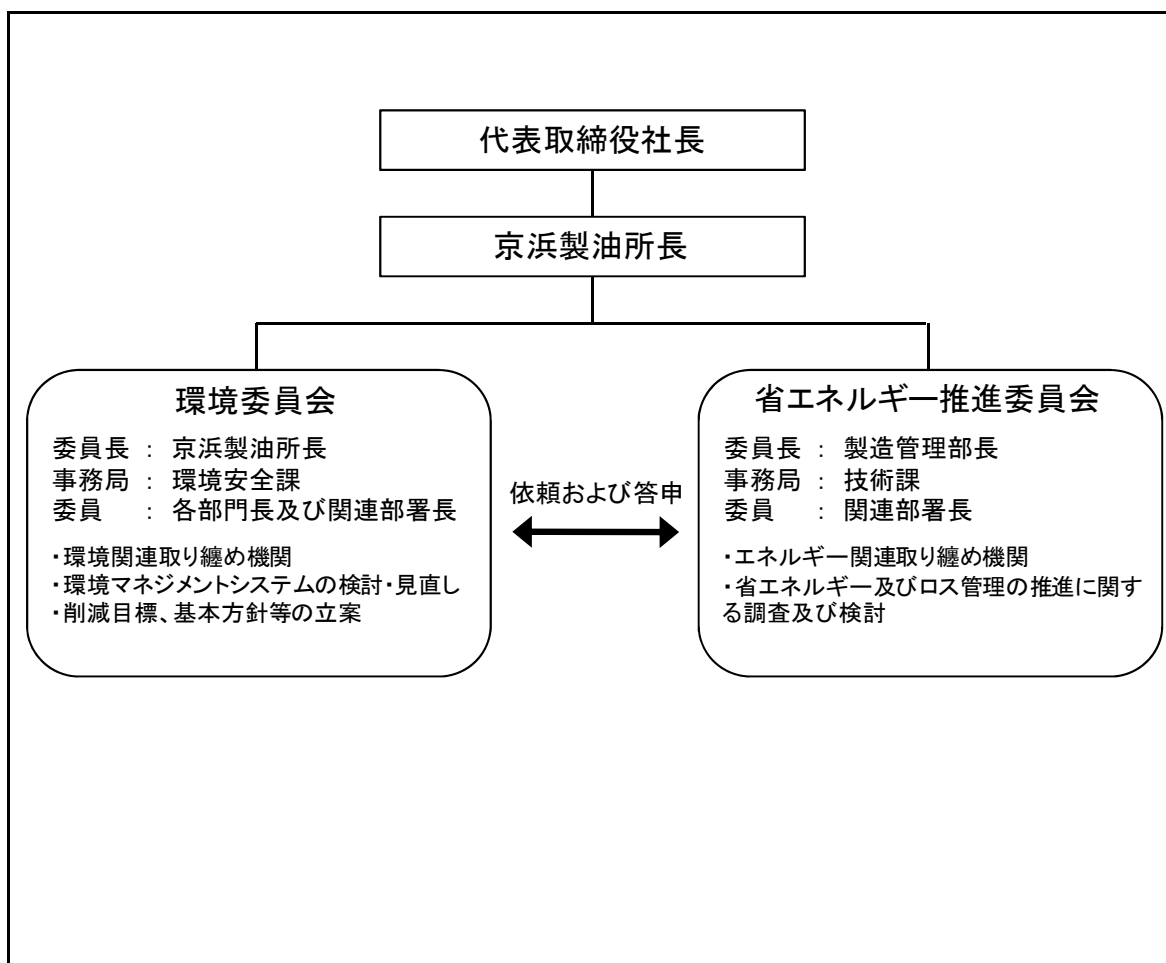 代表取締役社長
京浜製油所長
環境委員会
委員長 : 京浜製油所長
事務局 : 環境安全課
委員 : 各部門長及び関連部署長
・環境関連取り纏め機関
・環境マネジメントシステムの検討・見直し
・削減目標、基本方針等の立案
依頼および答申
省エネルギー推進委員会
委員長 : 製造管理部長
事務局 : 技術課
委員 : 関連部署長
・エネルギー関連取り纏め機関
・省エネルギー及びロス管理の推進に関す
る調査及び検討